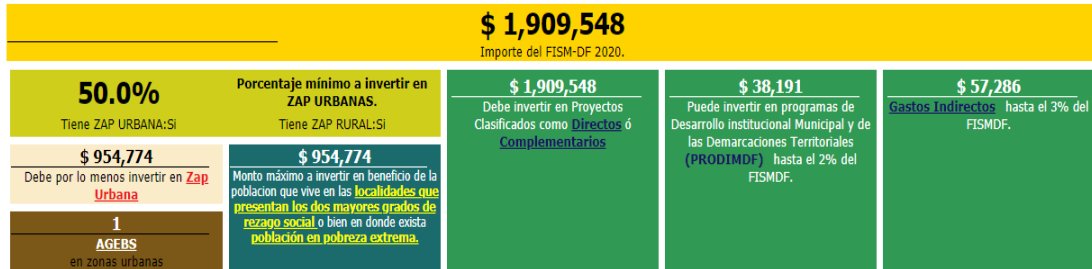 $ 1,909,548
Importe del FISM-DF 2020.
50.0%
Tiene ZAP URBANA:Si
Porcentaje mínimo a invertir en
ZAP URBANAS.
Tiene ZAP RURAL:Si
$ 1,909,548
Debe invertir en Proyectos
Clasificados como Directos ó
Complementarios
$ 38,191
Puede invertir en programas de
Desarrollo institucional Municipal y de
las Demarcaciones Territoriales
(PRODIMDF) hasta el 2% del
FISMDF.
$ 57,286
Gastos Indirectos hasta el 3% del
FISMDF.
$ 954,774
Debe por lo menos invertir en Zap
Urbana
$ 954,774
Monto máximo a invertir en beneficio de la
poblacion que vive en las localidades que
presentan los dos mayores grados de
rezago social o bien en donde exista
población en pobreza extrema.
1
AGEBS
en zonas urbanas